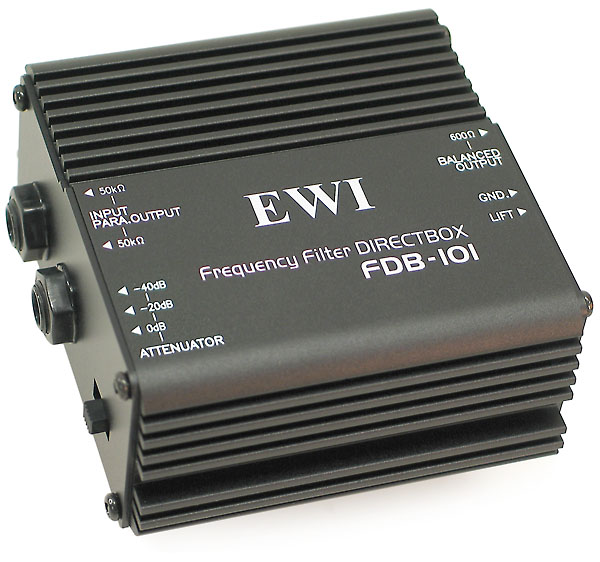 ◄ 50kΩ
INPUT
PARA.OUTPUT
◄ 50kΩ
◄ -40dB
◄ -20dB
◄ 0dB
ATTENUATOR
EWI
Frequency Filter DIRECTBOX
FDB-101
600Ω ►
BALANCED
OUTPUT
GND. ►
LIFT ►